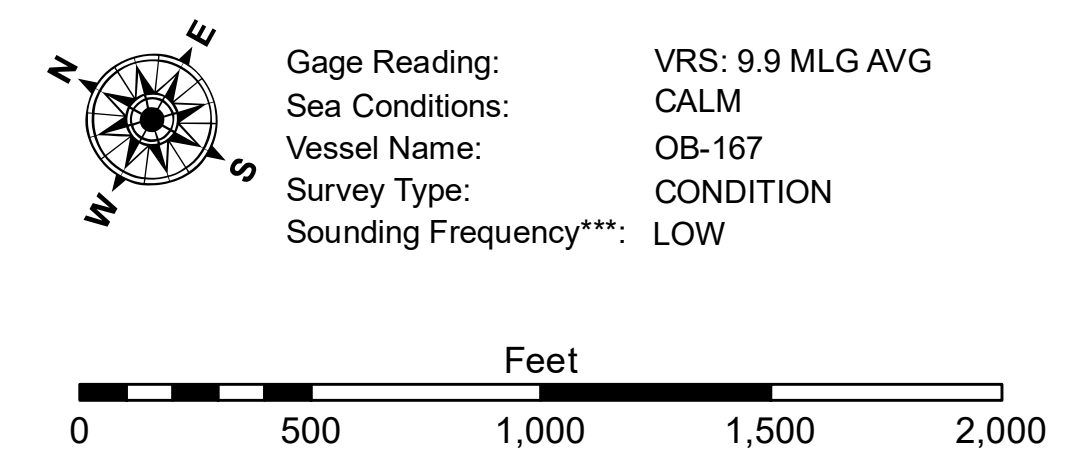 N
E
S
W
Gage Reading: VRS: 9.9 MLG AVG
Sea Conditions: CALM
Vessel Name: OB-167
Survey Type: CONDITION
Sounding Frequency***: LOW
Feet
0 500 1,000 1,500 2,000